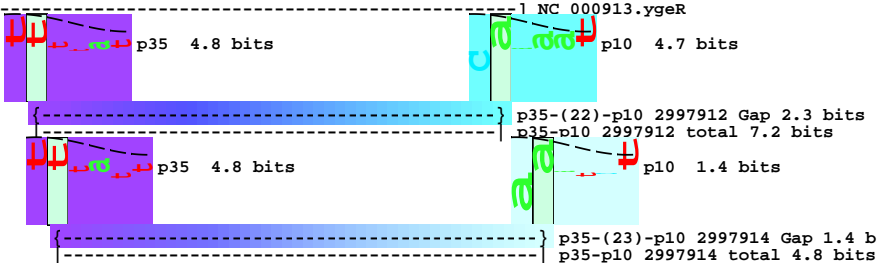 ] NC 000913.ygeR
t t t t a t p35 4.8 bits c a t a a t p10 4.7 bits
p35-(22)-p10 2997912 Gap 2.3 bits
p35-p10 2997912 total 7.2 bits
t t t a t t p35 4.8 bits a a t p10 1.4 bits
p35-(23)-p10 2997914 Gap 1.4 b
p35-p10 2997914 total 4.8 bits